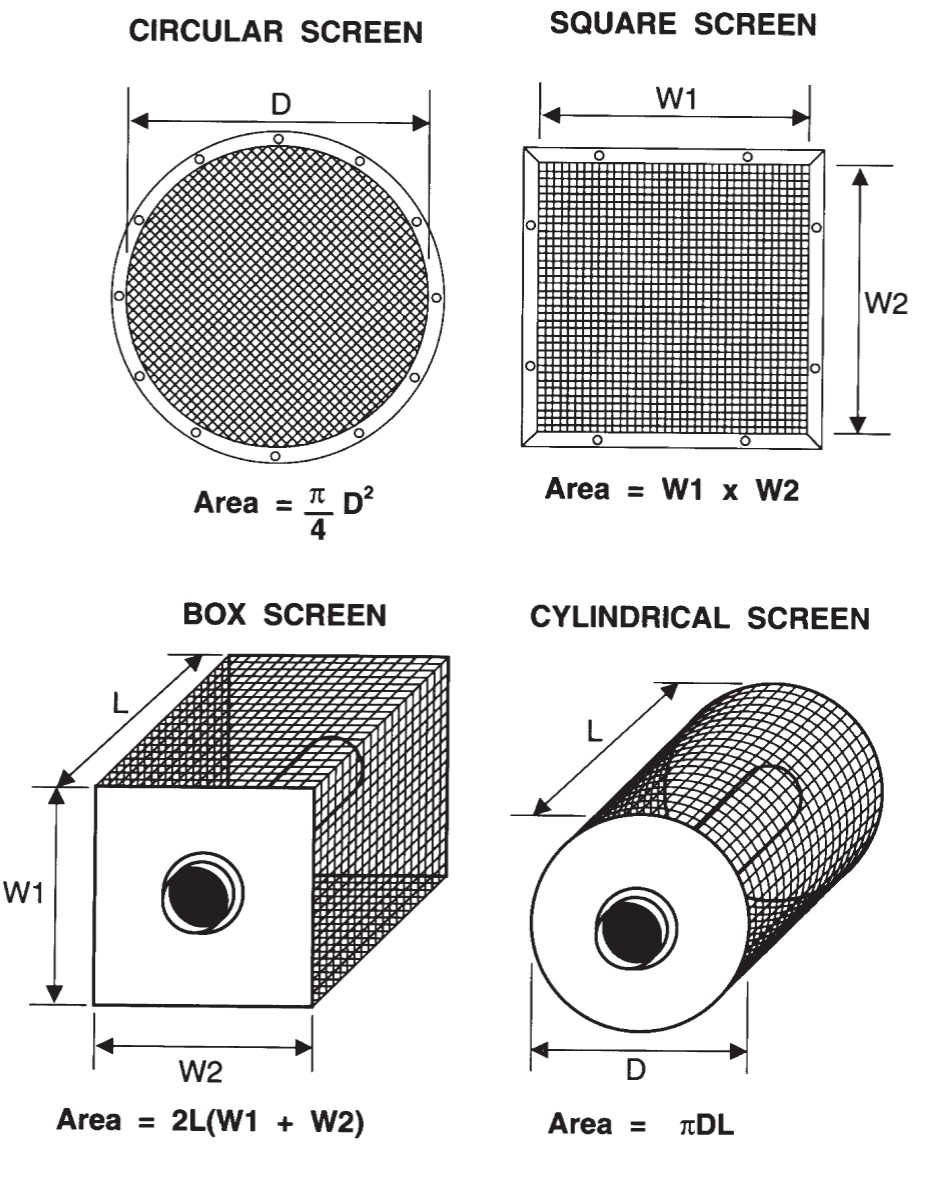 CIRCULAR SCREEN
SQUARE SCREEN
D
W1
W2
Area = π/4 D²
Area = W1 x W2
BOX SCREEN
CYLINDRICAL SCREEN
L
L
W1
W2
D
Area = 2L(W1 + W2)
Area = πDL